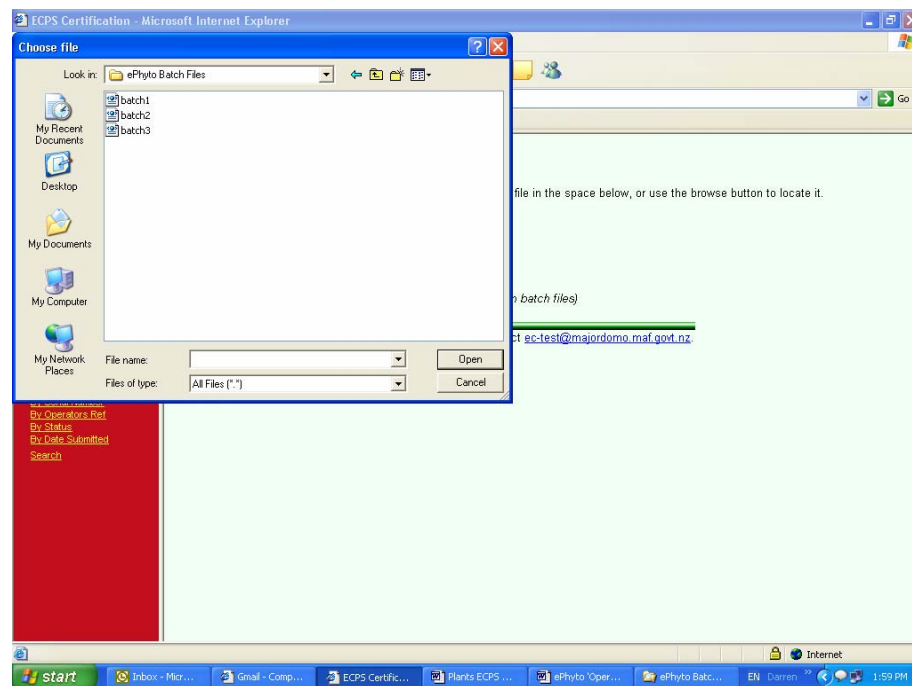 ECPS Certification - Microsoft Internet Explorer
Choose file
Look in: ePhyto Batch Files
batch1
batch2
batch3
My Recent
Documents
Desktop
My Documents
My Computer
My Network
Places
File name:
Open
Files of type: All Files (*.*)
Cancel
Go
file in the space below, or use the browse button to locate it.
batch files)
ec-test@majordomo.maf.govt.nz.
By Operators Ref
By Status
By Date Submitted
Search
Internet
start
Inbox - Micr...
Gmail - Comp...
ECPS Certific...
Plants ECPS ...
ePhyto 'Oper...
ePhyto Batc...
EN Darren
1:59 PM